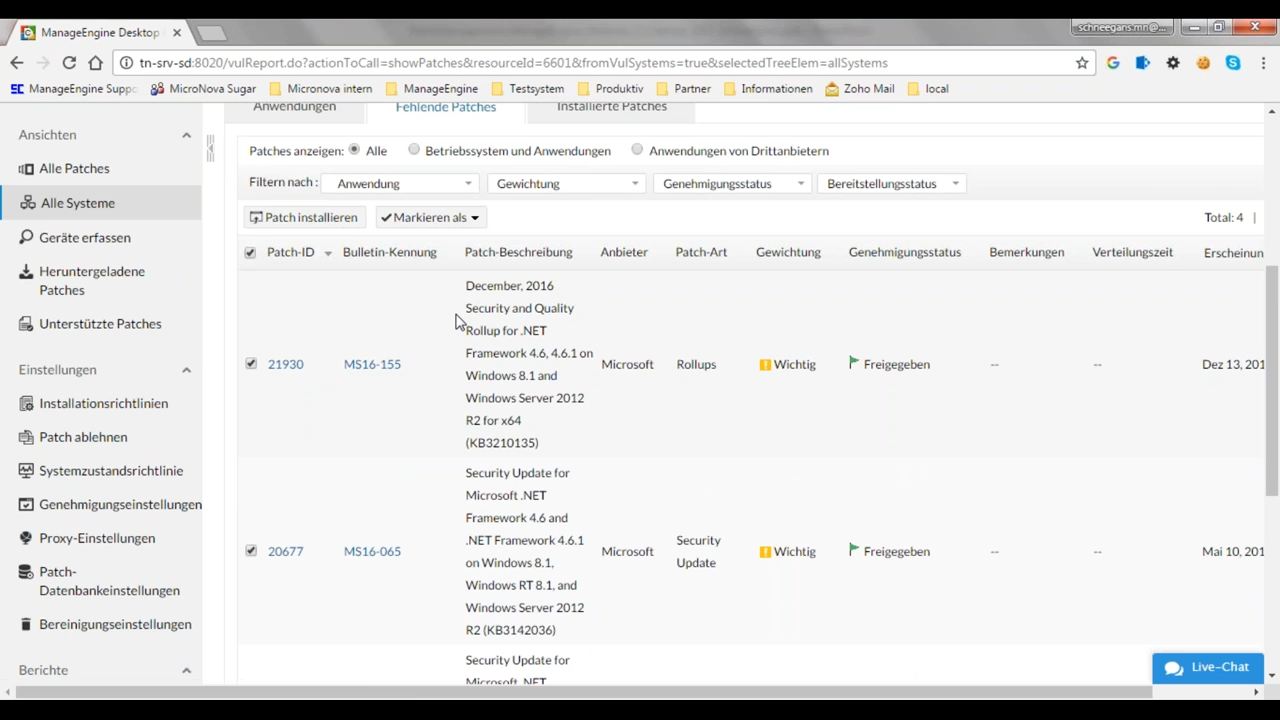 ManageEngine Desktop
schneegans.mn@...
tn-srv-sd:8020/vulReport.do?actionToCall=showPatches&resourceId=6601&fromVulSystems=true&selectedTreeElem=allSystems
ManageEngine Suppo
MicroNova Sugar
Micronova intern
ManageEngine
Testsystem
Produktiv
Partner
Informationen
Zoho Mail
local
Anwendungen
Fehlende Patches
Installierte Patches
Ansichten
Alle Patches
Alle Systeme
Geräte erfassen
Heruntergeladene
Patches
Unterstützte Patches
Einstellungen
Installationsrichtlinien
Patch ablehnen
Systemzustandsrichtlinie
Genehmigungseinstellungen
Proxy-Einstellungen
Patch-
Datenbankeinstellungen
Bereinigungseinstellungen
Berichte
Patches anzeigen: Alle Betriebssystem und Anwendungen Anwendungen von Drittanbietern
Filtern nach : Anwendung Gewichtung Genehmigungsstatus Bereitstellungsstatus
Patch installieren Markieren als Total: 4 |
Patch-ID Bulletin-Kennung Patch-Beschreibung Anbieter Patch-Art Gewichtung Genehmigungsstatus Bemerkungen Verteilungszeit Erscheinun
December, 2016
Security and Quality
Rollup for .NET
Framework 4.6, 4.6.1 on
Windows 8.1 and
Windows Server 2012
R2 for x64
(KB3210135)
21930 MS16-155 Microsoft Rollups Wichtig Freigegeben -- -- Dez 13, 201
Security Update for
Microsoft .NET
Framework 4.6 and
.NET Framework 4.6.1
on Windows 8.1,
Windows RT 8.1, and
Windows Server 2012
R2 (KB3142036)
20677 MS16-065 Microsoft Security
Update
Wichtig Freigegeben -- -- Mai 10, 201
Security Update for
Microsoft .NET
Live-Chat